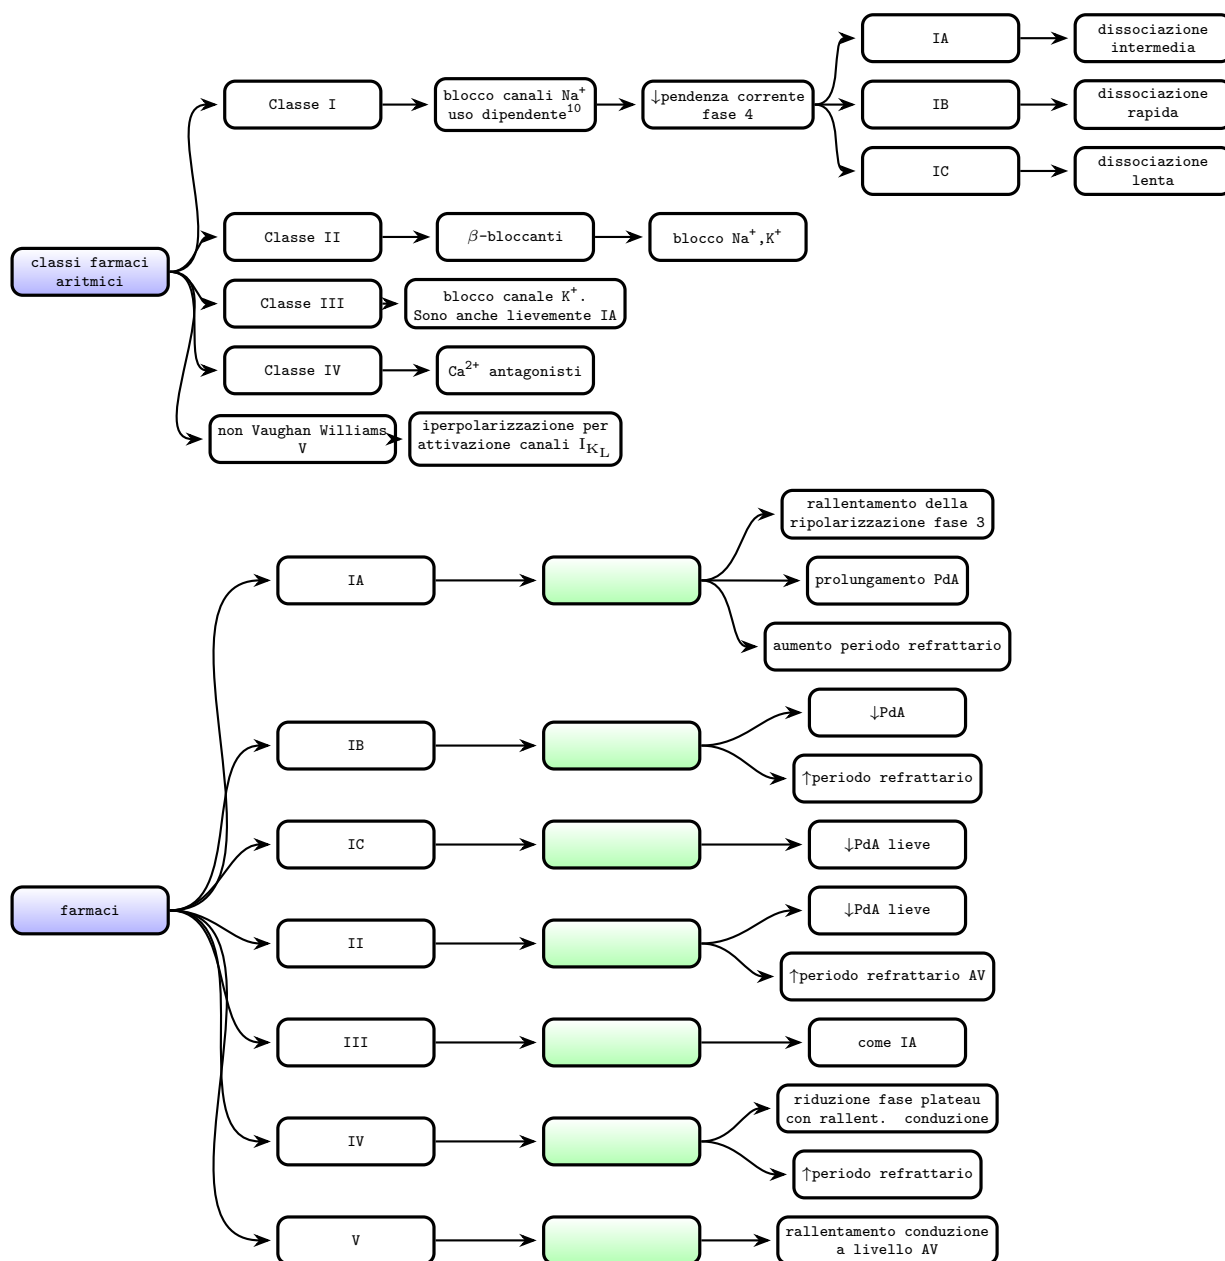 classi farmaci
aritmici
Classe I
blocco canali Na⁺
uso dipendente¹⁰
↓pendenza corrente
fase 4
IA
dissociazione
intermedia
IB
dissociazione
rapida
IC
dissociazione
lenta
Classe II
β-bloccanti
blocco Na⁺,K⁺
Classe III
blocco canale K⁺.
Sono anche lievemente IA
Classe IV
Ca²⁺ antagonisti
non Vaughan Williams
V
iperpolarizzazione per
attivazione canali I_K_L
farmaci
IA
rallentamento della
ripolarizzazione fase 3
prolungamento PdA
aumento periodo refrattario
IB
↓PdA
↑periodo refrattario
IC
↓PdA lieve
II
↓PdA lieve
↑periodo refrattario AV
III
come IA
IV
riduzione fase plateau
con rallent. conduzione
↑periodo refrattario
V
rallentamento conduzione
a livello AV